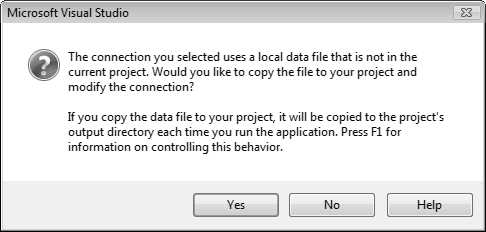 Microsoft Visual Studio
The connection you selected uses a local data file that is not in the
current project. Would you like to copy the file to your project and
modify the connection?
If you copy the data file to your project, it will be copied to the project's
output directory each time you run the application. Press F1 for
information on controlling this behavior.
Yes No Help